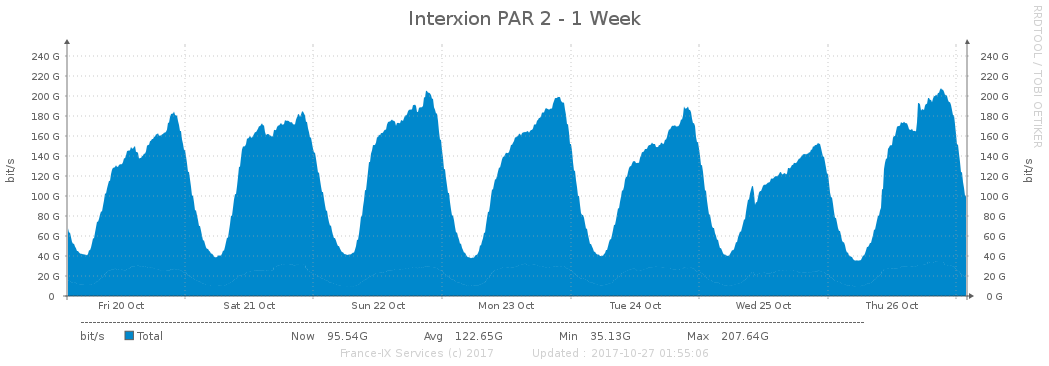 Interxion PAR 2 - 1 Week
RRDTOOL / TOBI OETIKER
240 G 240 G
220 G 220 G
200 G 200 G
180 G 180 G
160 G 160 G
140 G 140 G
120 G 120 G
100 G 100 G
80 G 80 G
60 G 60 G
40 G 40 G
20 G 20 G
0 0 G
bit/s
bit/s
Fri 20 Oct Sat 21 Oct Sun 22 Oct Mon 23 Oct Tue 24 Oct Wed 25 Oct Thu 26 Oct
bit/s Total Now 95.54G Avg 122.65G Min 35.13G Max 207.64G
France-IX Services (c) 2017 Updated : 2017-10-27 01:55:06